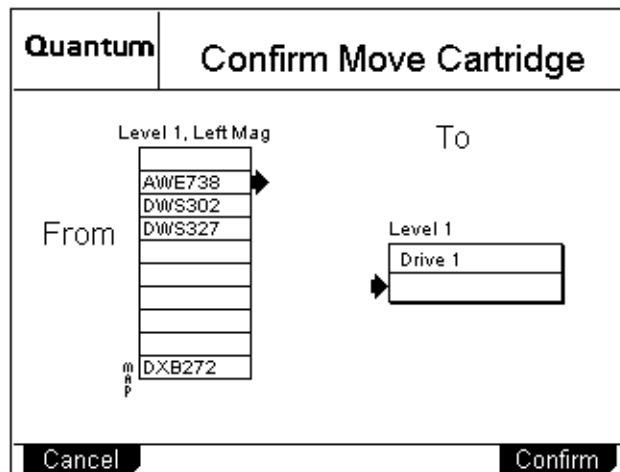 Quantum
Confirm Move Cartridge
Level 1, Left Mag
To
AWE738
DWS302
From
DWS327
Level 1
Drive 1
DXB272
MAP
Cancel
Confirm